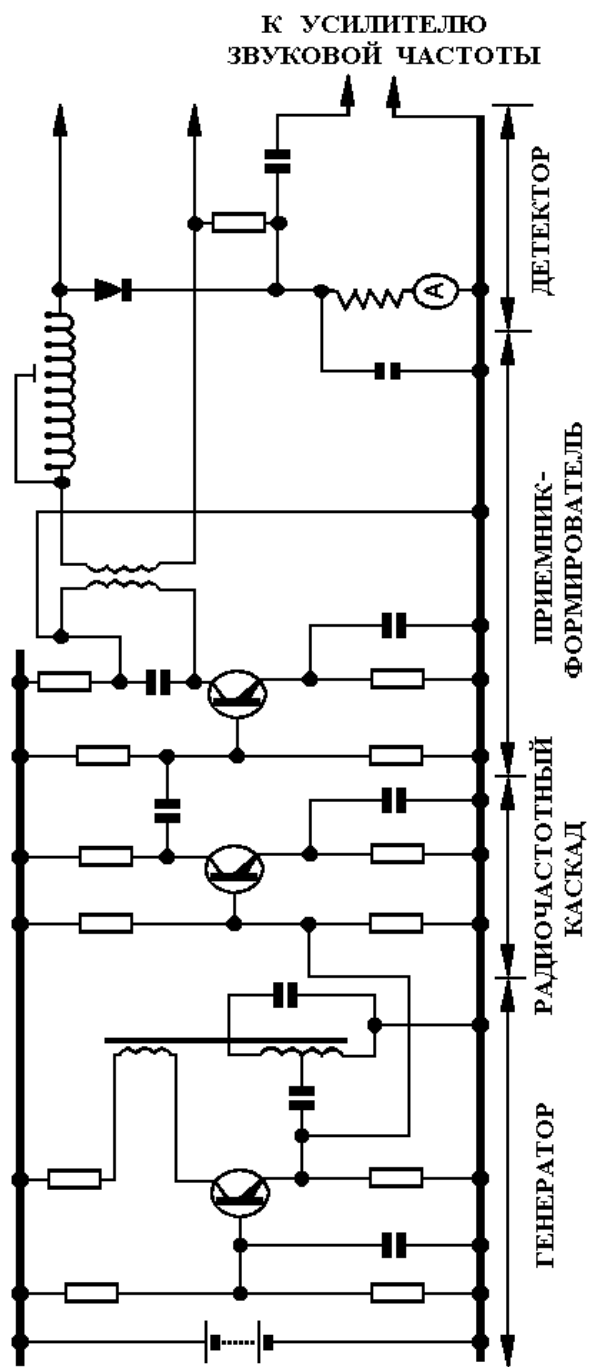 К УСИЛИТЕЛЮ
ЗВУКОВОЙ ЧАСТОТЫ
ДЕТЕКТОР
А
ПРИЕМНИК-
ФОРМИРОВАТЕЛЬ
РАДИОЧАСТОТНЫЙ
КАСКАД
ГЕНЕРАТОР